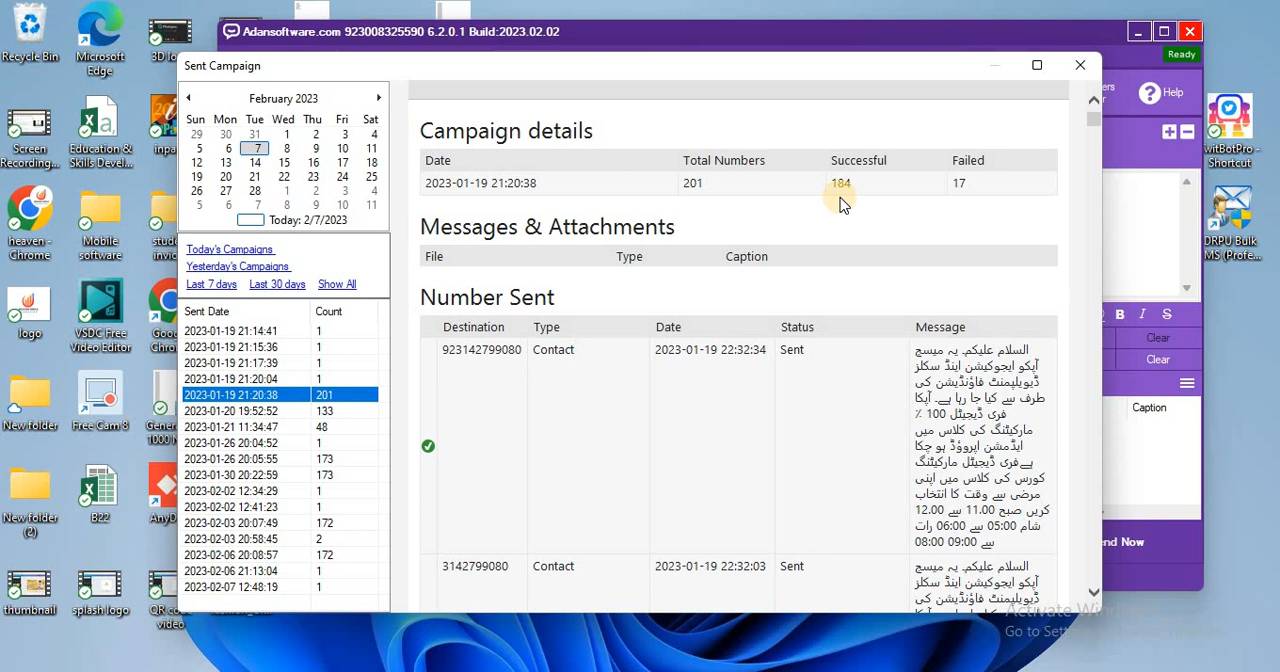 Recycle Bin
Microsoft
Edge
Screen
Recording...
Education &
Skills Devel...
heaven -
Chrome
Mobile
software
logo
VSDC Free
Video Editor
New folder
Free Cam 8
New folder
(2)
B22
thumbnail
splash logo
QR co
video
Adansoftware.com 923008325590 6.2.0.1 Build:2023.02.02
Ready
Help
Sent Campaign
February 2023
Sun Mon Tue Wed Thu Fri Sat
29 30 31 1 2 3 4
5 6 7 8 9 10 11
12 13 14 15 16 17 18
19 20 21 22 23 24 25
26 27 28 1 2 3 4
5 6 7 8 9 10 11
Today: 2/7/2023
Today's Campaigns
Yesterday's Campaigns
Last 7 days Last 30 days Show All
Sent Date Count
2023-01-19 21:14:41 1
2023-01-19 21:15:36 1
2023-01-19 21:17:39 1
2023-01-19 21:20:04 1
2023-01-19 21:20:38 201
2023-01-20 19:52:52 133
2023-01-21 11:34:47 48
2023-01-26 20:04:52 1
2023-01-26 20:05:55 173
2023-01-30 20:22:59 173
2023-02-02 12:34:29 1
2023-02-02 12:41:23 1
2023-02-03 20:07:49 172
2023-02-03 20:58:45 2
2023-02-06 20:08:57 172
2023-02-06 21:13:04 1
2023-02-07 12:48:19 1
Campaign details
Date Total Numbers Successful Failed
2023-01-19 21:20:38 201 184 17
Messages & Attachments
File Type Caption
Number Sent
Destination Type Date Status Message
923142799080 Contact 2023-01-19 22:32:34 Sent
السلام علیکم۔ یہ میسج
آپکو ایجوکیشن اینڈ سکلز
ڈیویلپمنٹ فاؤنڈیشن کی
طرف سے کیا جا رہا ہے۔ آپکا
فری ڈیجیٹل 100 ٪
مارکیٹنگ کی کلاس میں
ایڈمشن اپرووؤڈ ہو چکا
ہےفری ڈیجیٹل مارکیٹنگ
کورس کی کلاس میں اپنی
مرضی سے وقت کا انتخاب
کریں صبح 11.00 سے 12.00
شام 05:00 سے 06:00 رات
08:00 سے 09:00
3142799080 Contact 2023-01-19 22:32:03 Sent
السلام علیکم۔ یہ میسج
آپکو ایجوکیشن اینڈ سکلز
ڈیویلپمنٹ فاؤنڈیشن کی
B I S
Clear
Clear
Caption
nd Now
witBotPro -
Shortcut
DRPU Bulk
MS (Profe...
Activate Win
Go to Sett